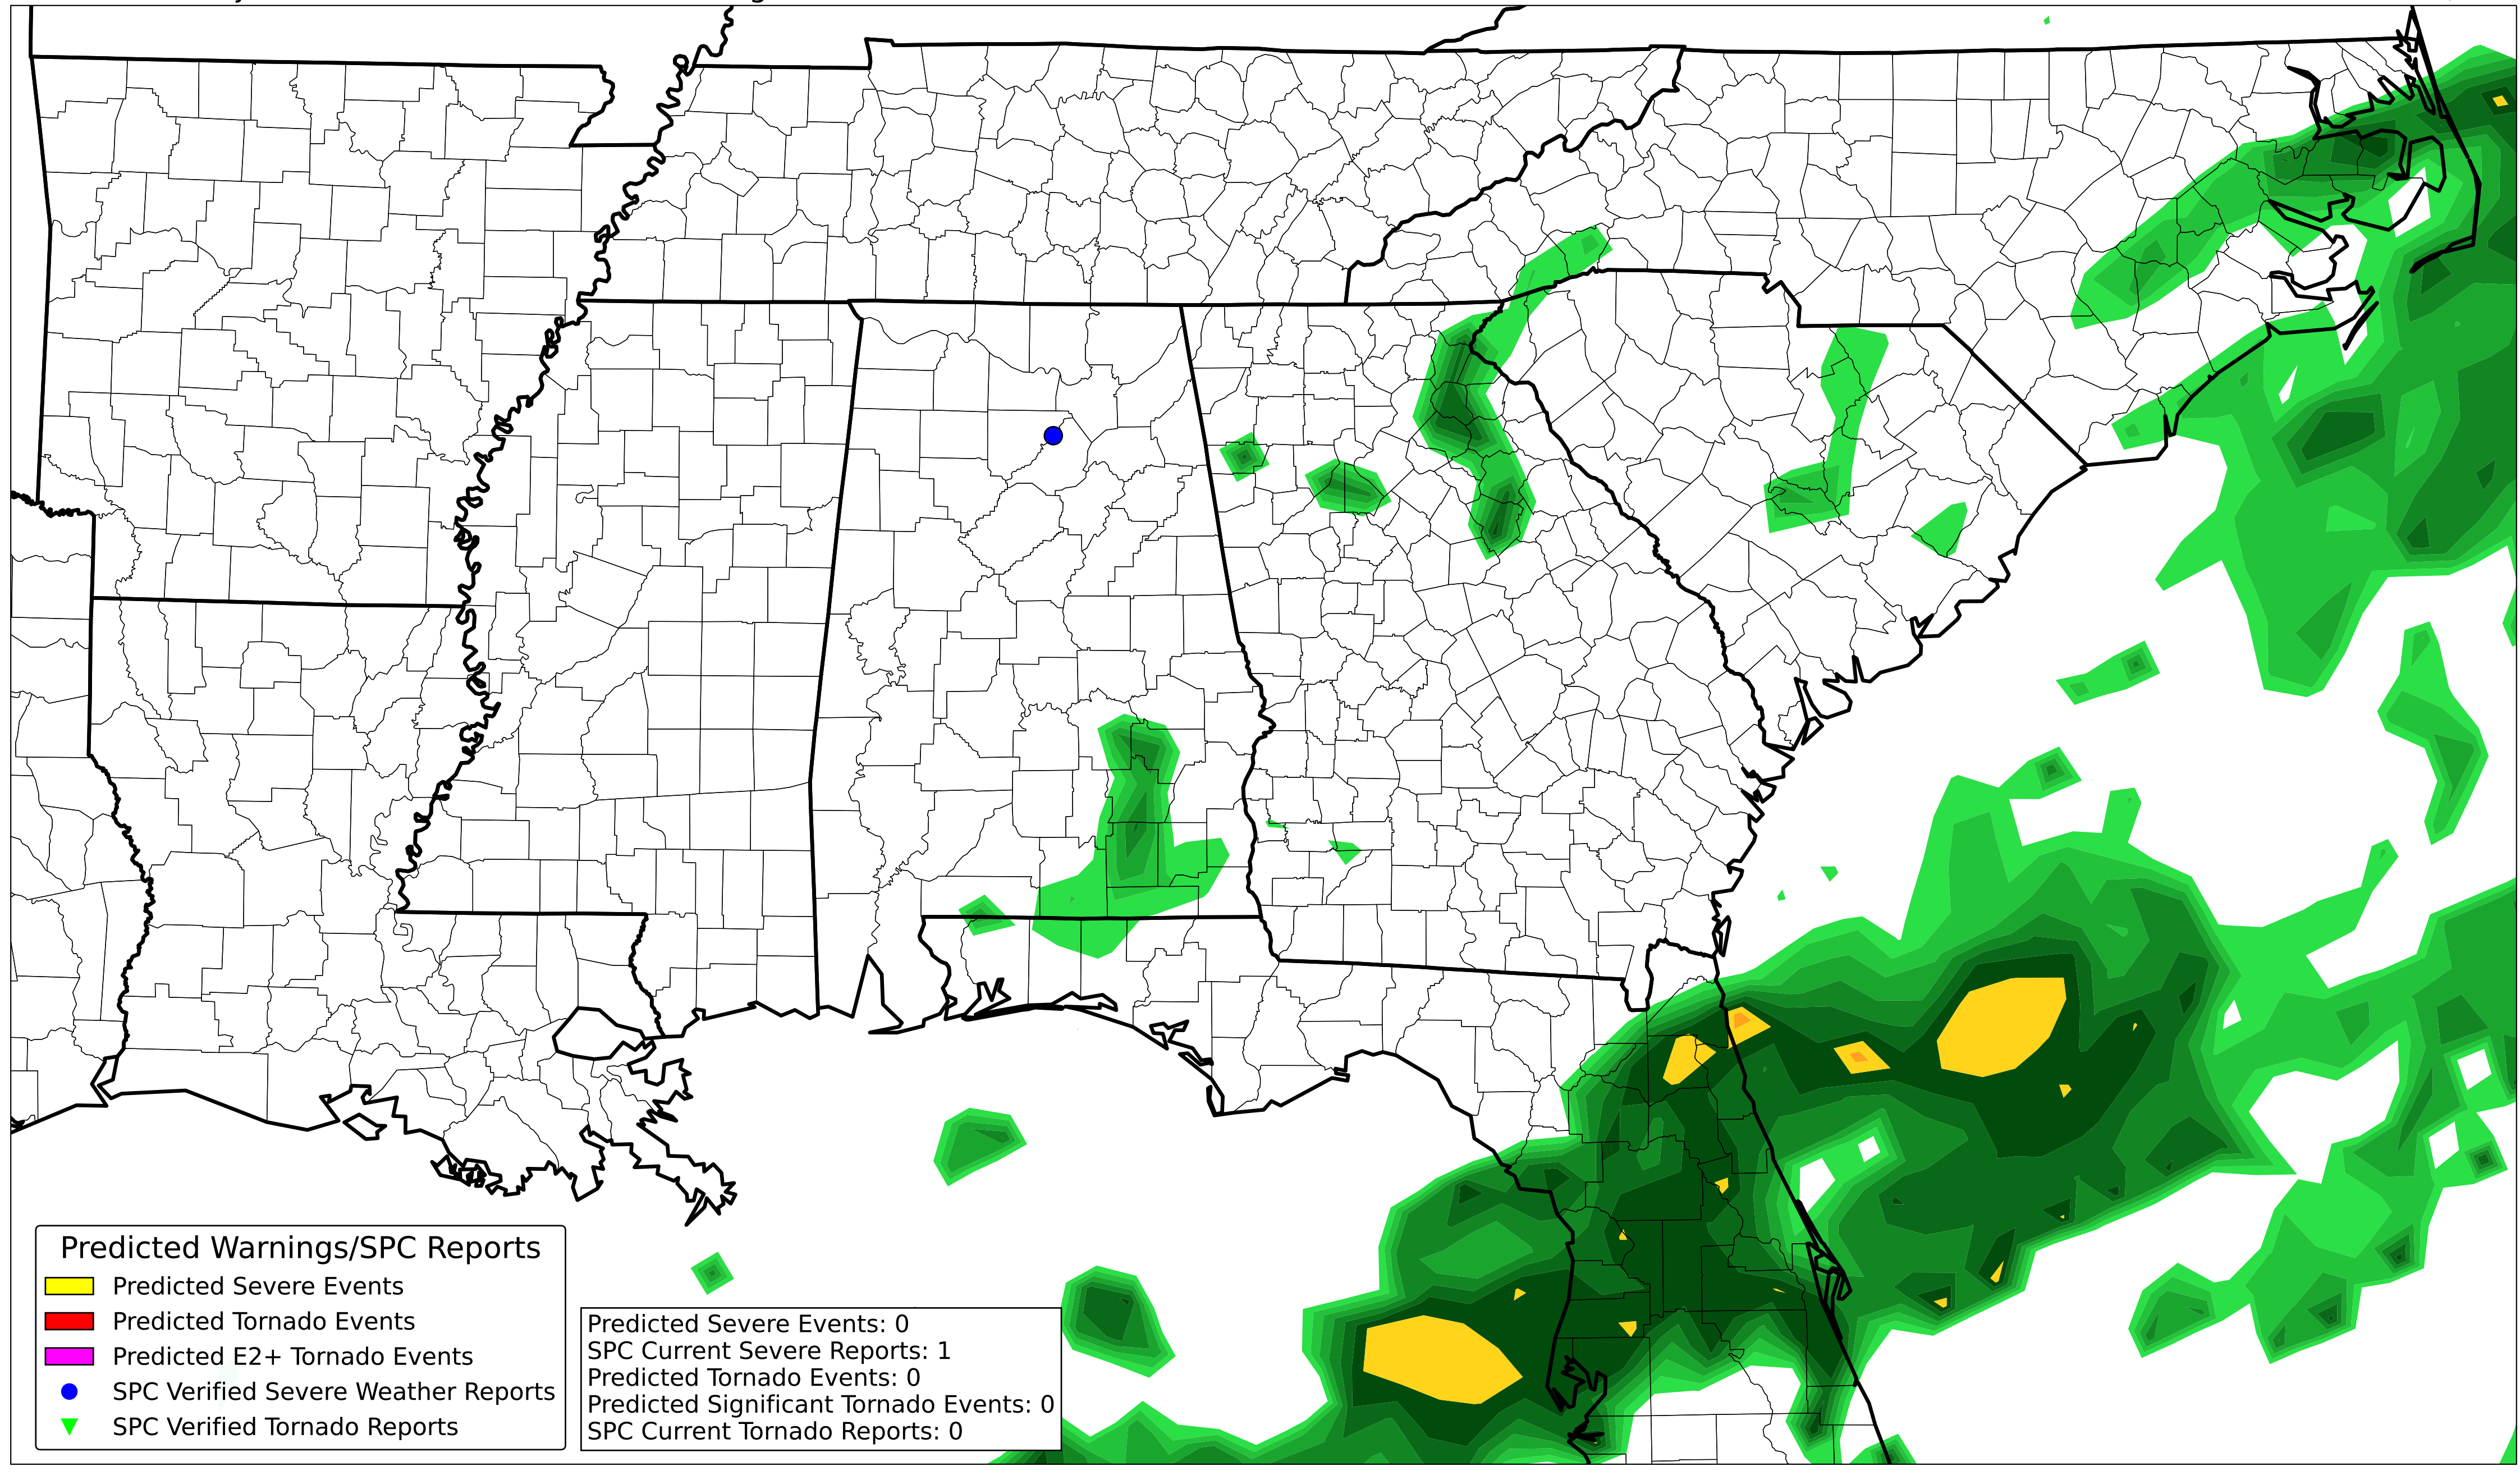 Predicted Warnings/SPC Reports
Predicted Severe Events
Predicted Tornado Events
Predicted E2+ Tornado Events
SPC Verified Severe Weather Reports
SPC Verified Tornado Reports
Predicted Severe Events: 0
SPC Current Severe Reports: 1
Predicted Tornado Events: 0
Predicted Significant Tornado Events: 0
SPC Current Tornado Reports: 0